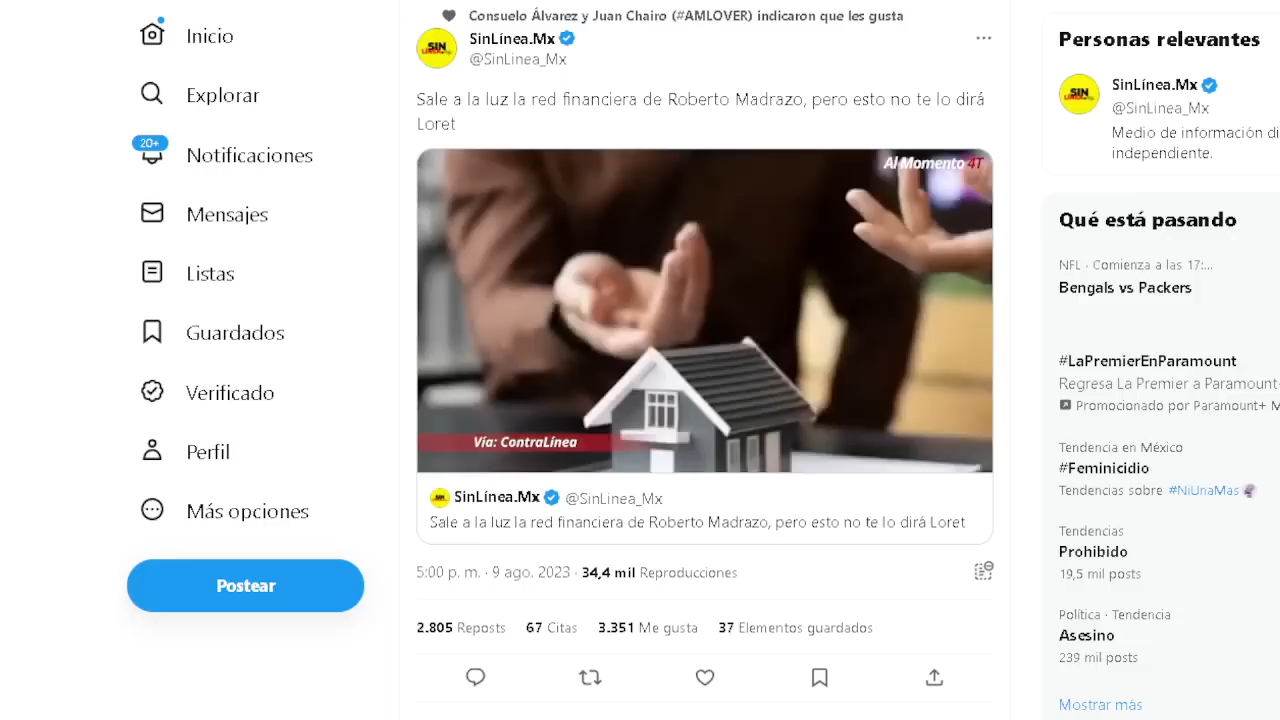 Inicio
Explorar
20+
Notificaciones
Mensajes
Listas
Guardados
Verificado
Perfil
Más opciones
Postear
Consuelo Álvarez y Juan Chairo (#AMLOVER) indicaron que les gusta
SinLínea.Mx
@SinLinea_Mx
Sale a la luz la red financiera de Roberto Madrazo, pero esto no te lo dirá
Loret
Al Momento 4T
Vía: ContraLínea
SinLínea.Mx @SinLinea_Mx
Sale a la luz la red financiera de Roberto Madrazo, pero esto no te lo dirá Loret
5:00 p. m. · 9 ago. 2023 · 34,4 mil Reproducciones
2.805 Reposts 67 Citas 3.351 Me gusta 37 Elementos guardados
Personas relevantes
SinLínea.Mx
@SinLinea_Mx
Medio de información di
independiente.
Qué está pasando
NFL · Comienza a las 17:...
Bengals vs Packers
#LaPremierEnParamount
Regresa La Premier a Paramount+
Promocionado por Paramount+ M
Tendencia en México
#Feminicidio
Tendencias sobre #NiUnaMas
Tendencias
Prohibido
19,5 mil posts
Política · Tendencia
Asesino
239 mil posts
Mostrar más